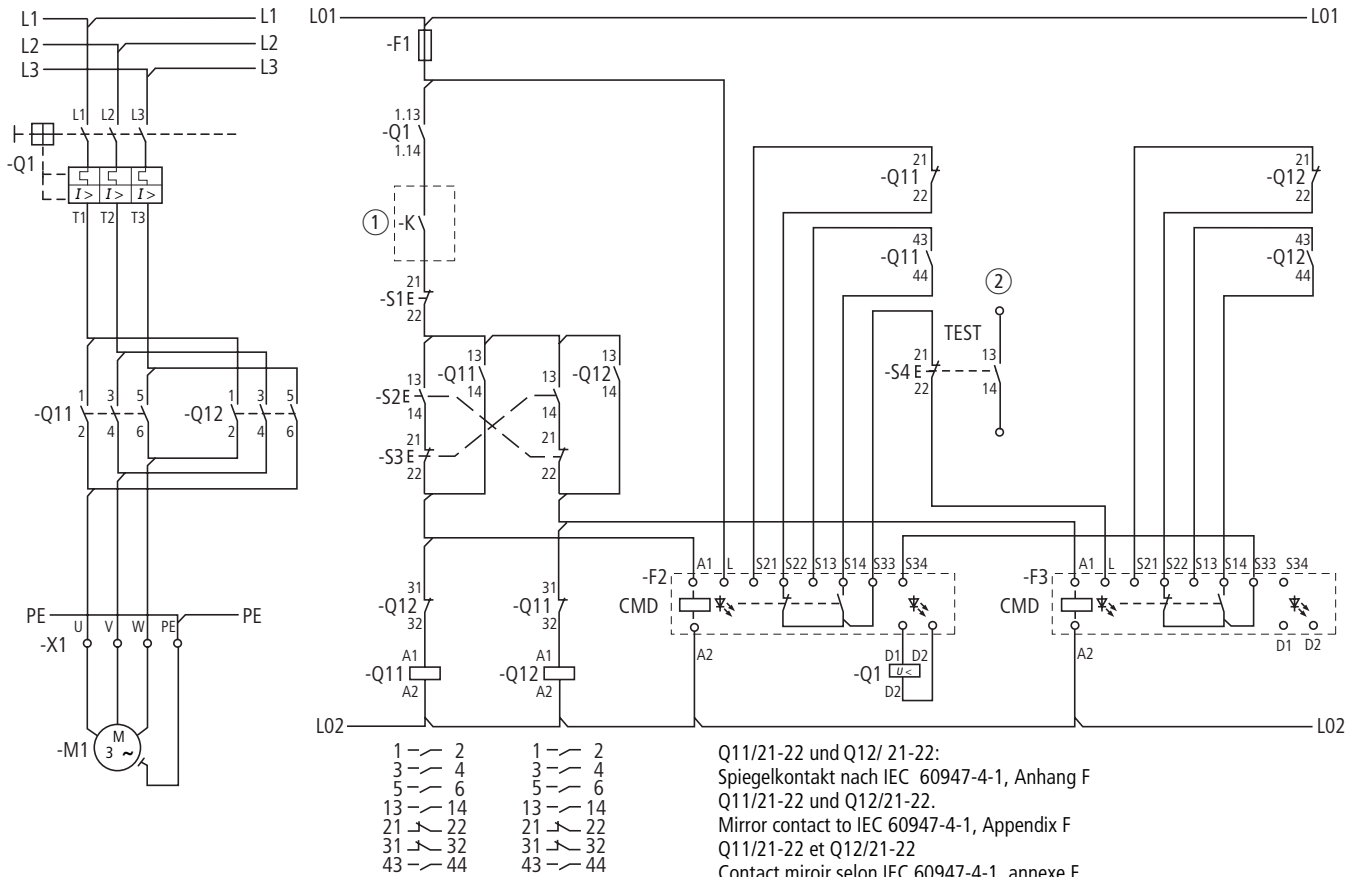 L1 L1 L01 L01
L2 L2
L3 L3
-F1
L1 L2 L3
-Q1
I> I> I>
T1 T2 T3
1.13
-Q1
1.14
① -K
21
-S1E
22
21
-Q11
22
43
-Q11
44
21
-Q12
22
43
-Q12
44
②
TEST
21 13
-S4 E
22 14
13
-Q11
14
13
-Q12
14
13 13
-S2E
14 14
21 21
-S3E
22 22
1 3 5
-Q11
2 4 6
1 3 5
-Q12
2 4 6
-F2 A1 L S21 S22 S13 S14 S33 S34
CMD
A2
D1 D2
-Q1 U<
D2
-F3 A1 L S21 S22 S13 S14 S33 S34
CMD
A2
D1 D2
31
-Q12
32
31
-Q11
32
A1
-Q11
A2
A1
-Q12
A2
PE PE
U V W PE
-X1
M
3 ~
-M1
L02 L02
1 2 1 2
3 4 3 4
5 6 5 6
13 14 13 14
21 22 21 22
31 32 31 32
43 44 43 44
Q11/21-22 und Q12/ 21-22:
Spiegelkontakt nach IEC 60947-4-1, Anhang F
Q11/21-22 und Q12/21-22.
Mirror contact to IEC 60947-4-1, Appendix F
Q11/21-22 et Q12/21-22
Contact miroir selon IEC 60947-4-1, annexe F